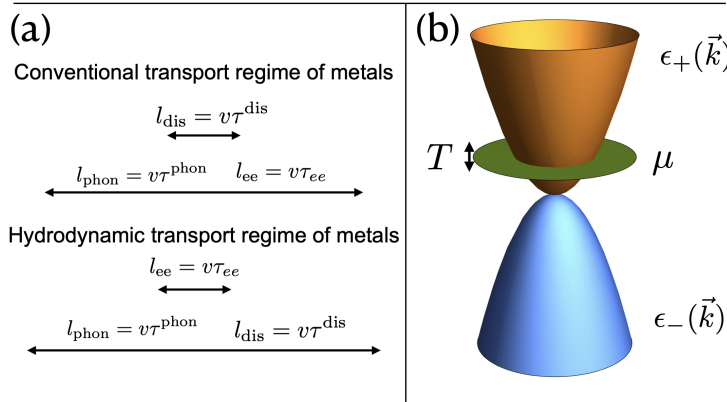 (a)
Conventional transport regime of metals
l_dis = vτ^dis
l_phon = vτ^phon l_ee = vτ_ee
Hydrodynamic transport regime of metals
l_ee = vτ_ee
l_phon = vτ^phon l_dis = vτ^dis
(b)
ϵ_+(k⃗)
T
μ
ϵ_-(k⃗)